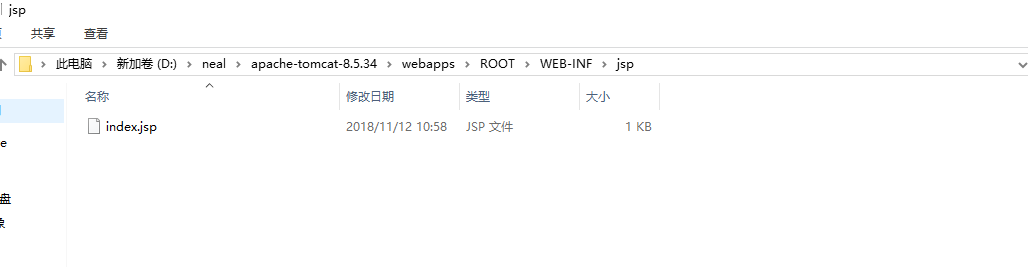 jsp
共享 查看
此电脑 新加卷 (D:) neal apache-tomcat-8.5.34 webapps ROOT WEB-INF jsp
名称 修改日期 类型 大小
index.jsp 2018/11/12 10:58 JSP 文件 1 KB
e
盘
象